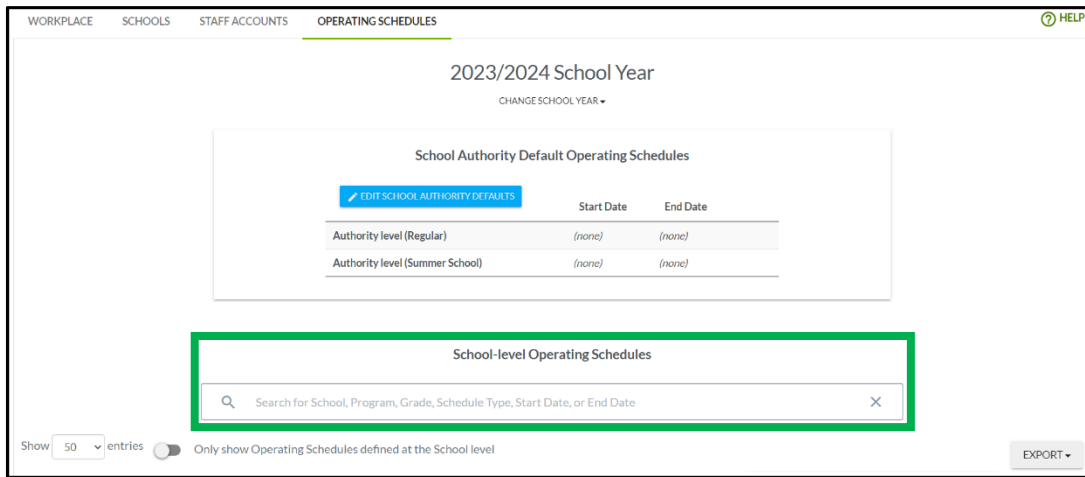 WORKPLACE SCHOOLS STAFF ACCOUNTS OPERATING SCHEDULES ? HELP
2023/2024 School Year
CHANGE SCHOOL YEAR
School Authority Default Operating Schedules
EDIT SCHOOL AUTHORITY DEFAULTS Start Date End Date
Authority level (Regular) (none) (none)
Authority level (Summer School) (none) (none)
School-level Operating Schedules
Search for School, Program, Grade, Schedule Type, Start Date, or End Date
Show 50 entries Only show Operating Schedules defined at the School level
EXPORT